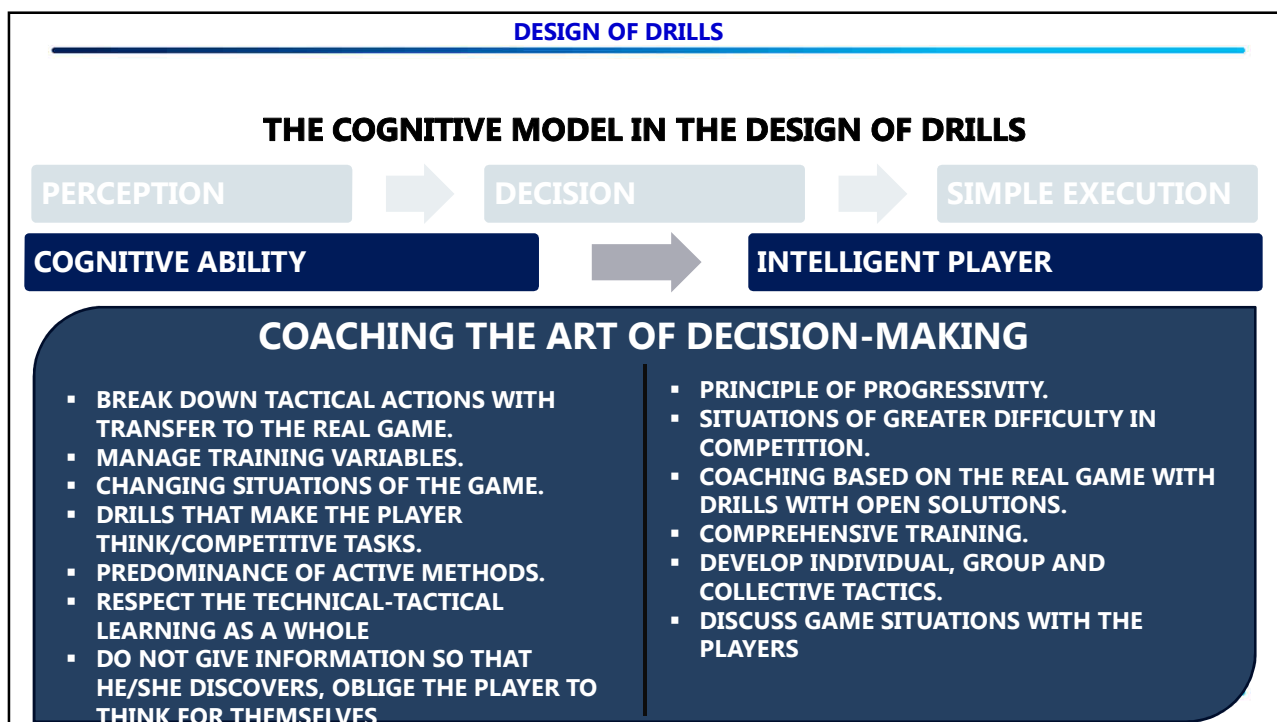 DESIGN OF DRILLS
THE COGNITIVE MODEL IN THE DESIGN OF DRILLS
PERCEPTION
DECISION
SIMPLE EXECUTION
COGNITIVE ABILITY
INTELLIGENT PLAYER
COACHING THE ART OF DECISION-MAKING
▪ BREAK DOWN TACTICAL ACTIONS WITH
TRANSFER TO THE REAL GAME.
▪ MANAGE TRAINING VARIABLES.
▪ CHANGING SITUATIONS OF THE GAME.
▪ DRILLS THAT MAKE THE PLAYER
THINK/COMPETITIVE TASKS.
▪ PREDOMINANCE OF ACTIVE METHODS.
▪ RESPECT THE TECHNICAL-TACTICAL
LEARNING AS A WHOLE
▪ DO NOT GIVE INFORMATION SO THAT
HE/SHE DISCOVERS, OBLIGE THE PLAYER TO
THINK FOR THEMSELVES
▪ PRINCIPLE OF PROGRESSIVITY.
▪ SITUATIONS OF GREATER DIFFICULTY IN
COMPETITION.
▪ COACHING BASED ON THE REAL GAME WITH
DRILLS WITH OPEN SOLUTIONS.
▪ COMPREHENSIVE TRAINING.
▪ DEVELOP INDIVIDUAL, GROUP AND
COLLECTIVE TACTICS.
▪ DISCUSS GAME SITUATIONS WITH THE
PLAYERS